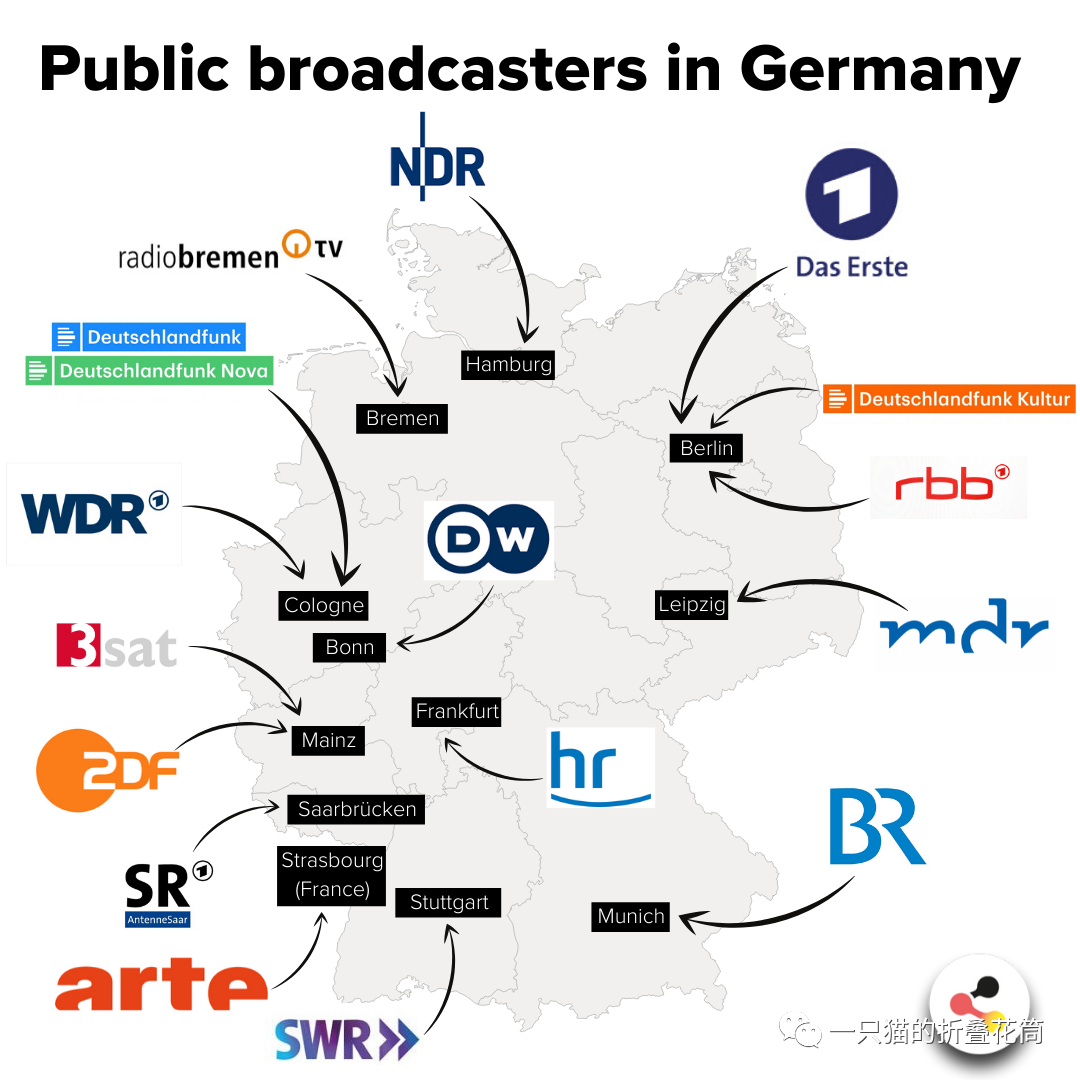 Public broadcasters in Germany
NDR
1
Das Erste
radiobremen TV
Deutschlandfunk
Deutschlandfunk Nova
Hamburg
Deutschlandfunk Kultur
Bremen
Berlin
rbb
WDR
DW
Cologne
Leipzig
mdr
Bonn
3sat
Frankfurt
Mainz
ZDF
hr
Saarbrücken
BR
Strasbourg
(France)
SR
AntenneSaar
Stuttgart
Munich
arte
SWR
一只猫的折叠花筒